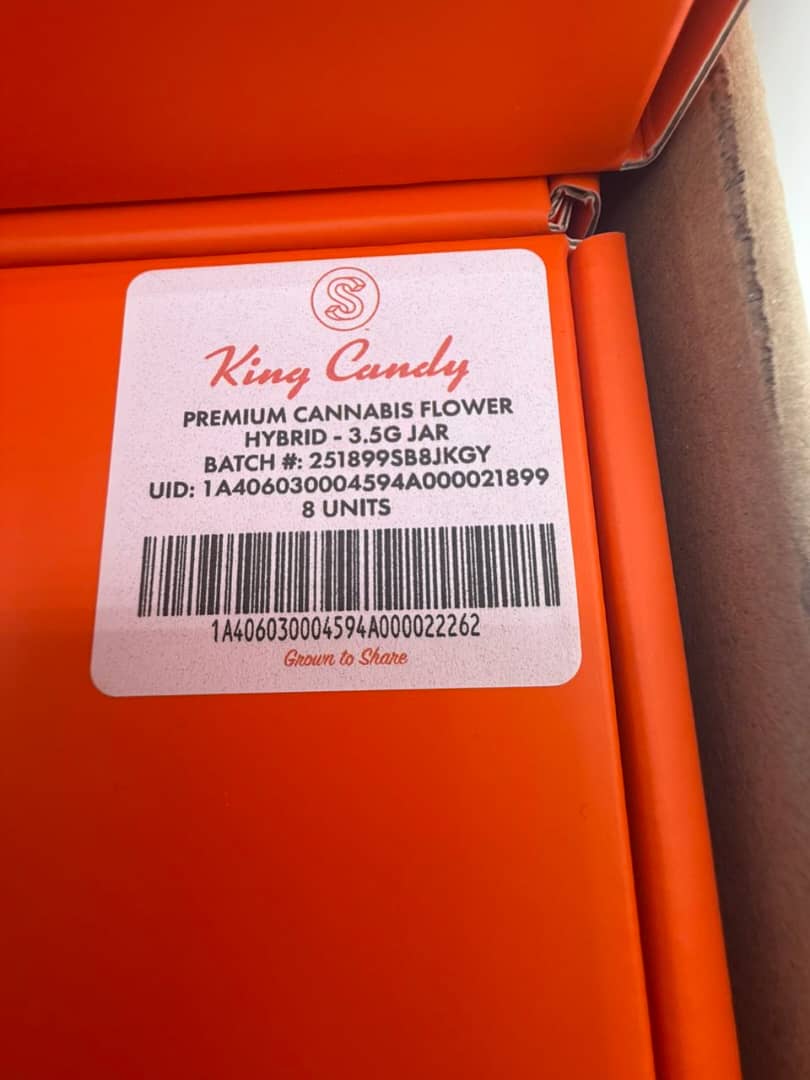 S
King Candy
PREMIUM CANNABIS FLOWER
HYBRID - 3.5G JAR
BATCH #: 251899SB8JKGY
UID: 1A406030004594A000021899
8 UNITS
1A406030004594A000022262
Grown to Share